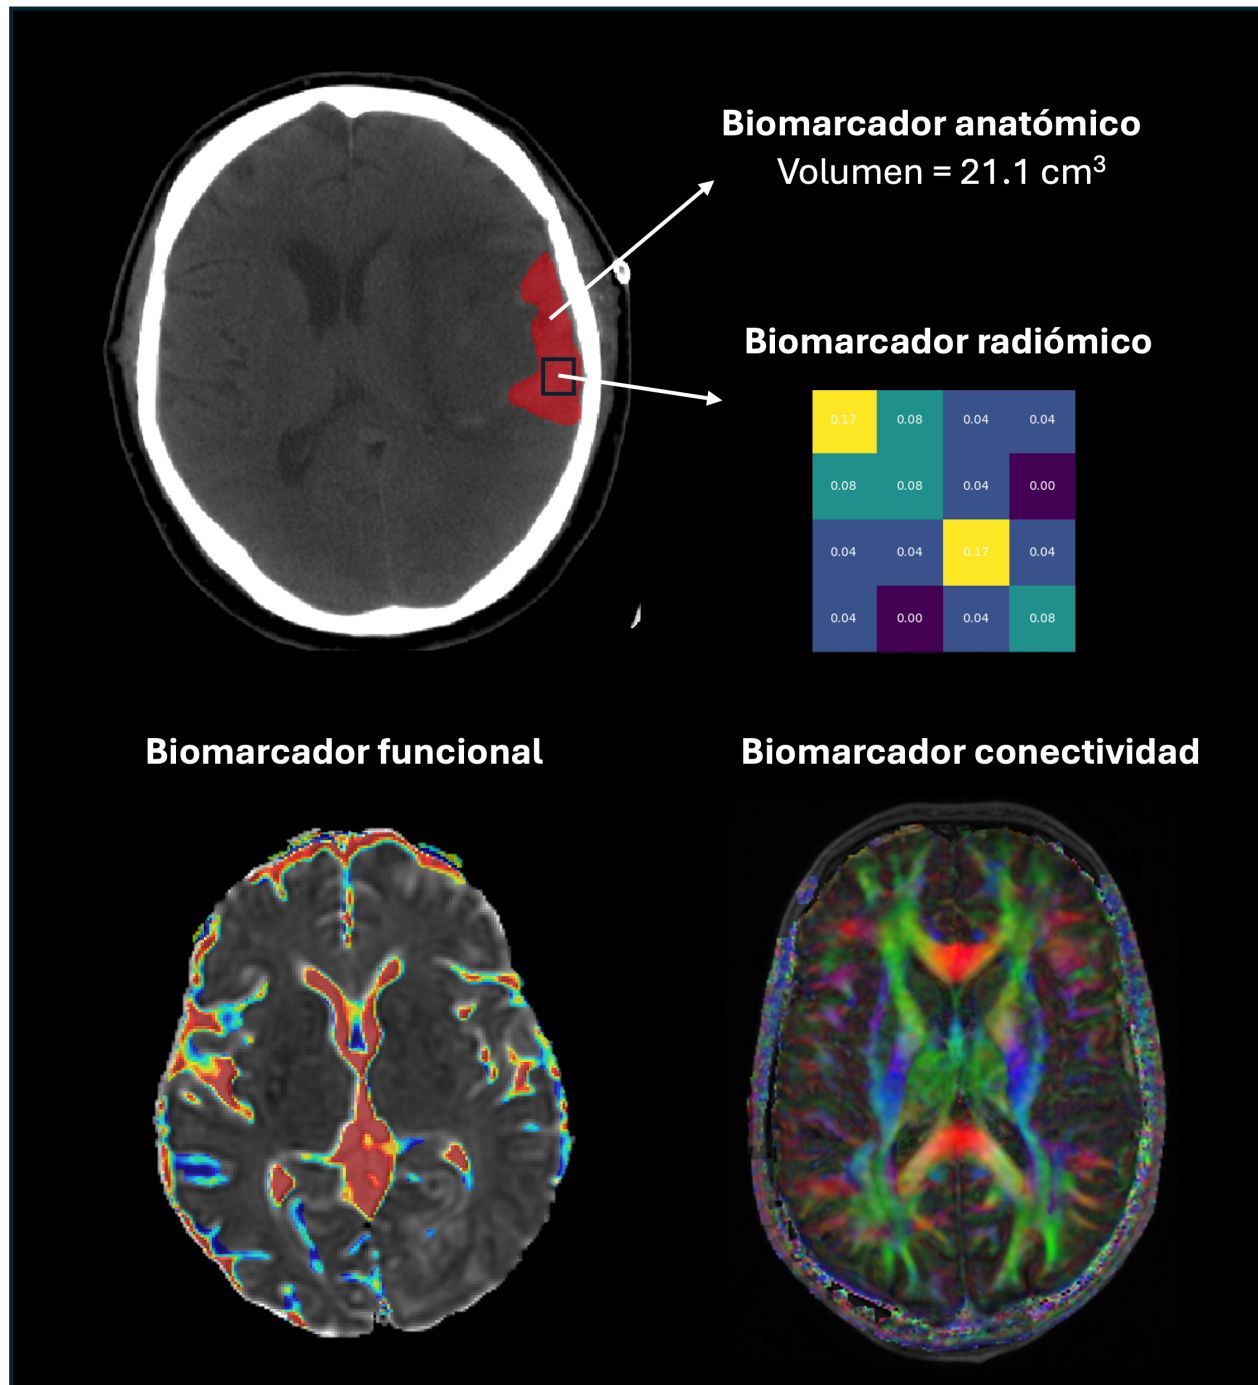 Biomarcador anatómico
Volumen = 21.1 cm³
Biomarcador radiómico
0.17 0.08 0.04 0.04
0.08 0.08 0.04 0.00
0.04 0.04 0.17 0.04
0.04 0.00 0.04 0.08
Biomarcador funcional
Biomarcador conectividad